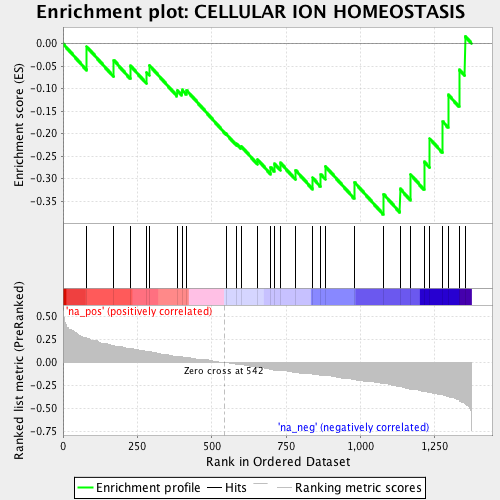 Enrichment plot: CELLULAR ION HOMEOSTASIS
Enrichment score (ES)
0.00
-0.05
-0.10
-0.15
-0.20
-0.25
-0.30
-0.35
'na_pos' (positively correlated)
Ranked list metric (PreRanked)
0.50
0.25
0.00
-0.25
-0.50
-0.75
Zero cross at 542
'na_neg' (negatively correlated)
0 250 500 750 1,000 1,250
Rank in Ordered Dataset
Enrichment profile Hits Ranking metric scores